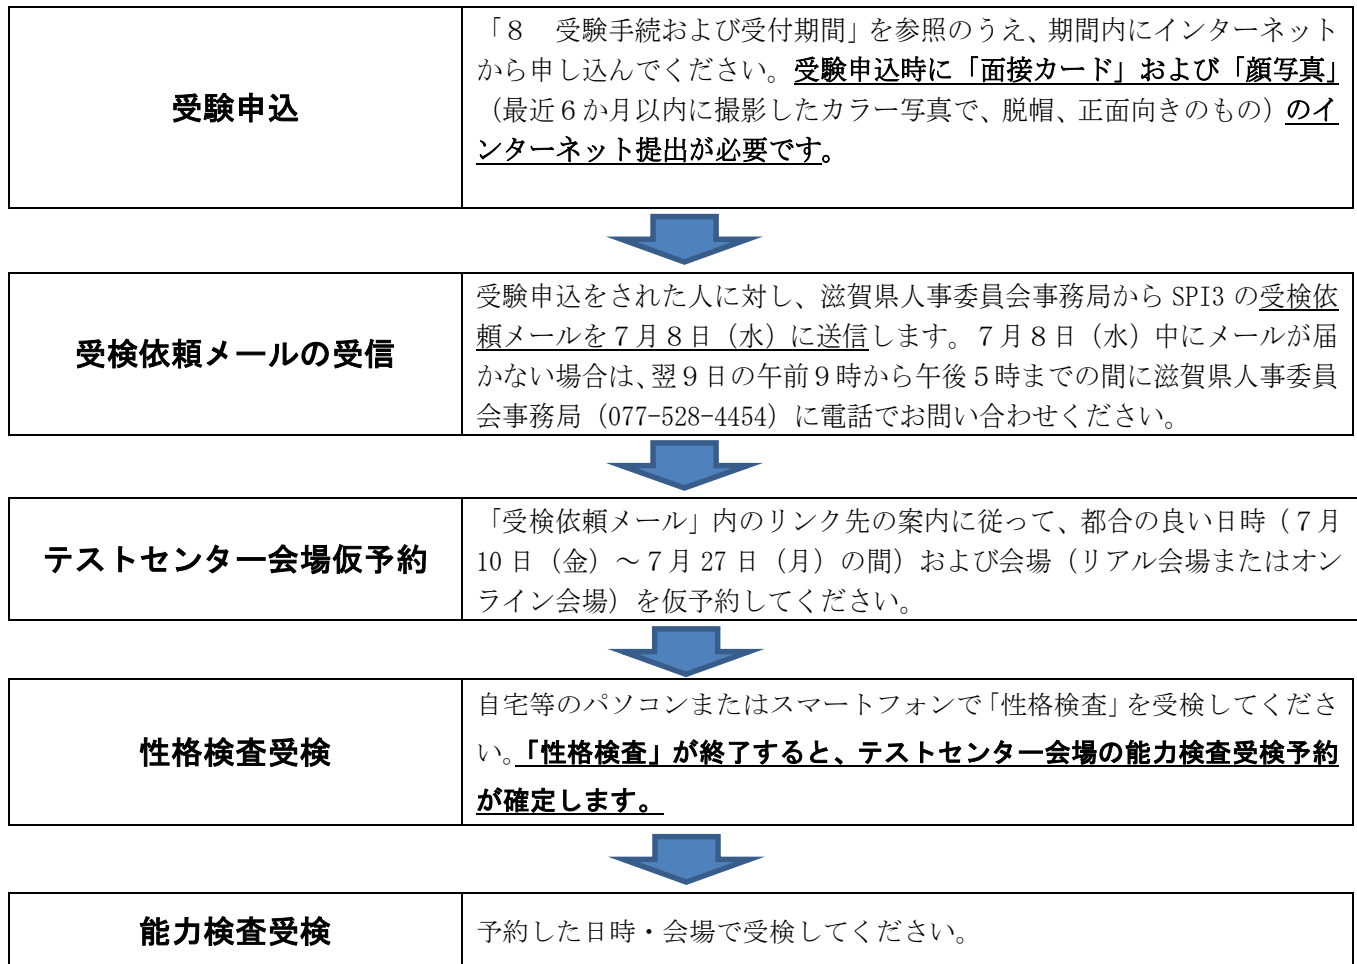 受験申込
「８　受験手続および受付期間」を参照のうえ、期間内にインターネット
から申し込んでください。受験申込時に「面接カード」および「顔写真」
（最近６か月以内に撮影したカラー写真で、脱帽、正面向きのもの）のイ
ンターネット提出が必要です。
受検依頼メールの受信
受験申込をされた人に対し、滋賀県人事委員会事務局から SPI3 の受検依
頼メールを７月８日（水）に送信します。７月８日（水）中にメールが届
かない場合は、翌９日の午前９時から午後５時までの間に滋賀県人事委員
会事務局（077-528-4454）に電話でお問い合わせください。
テストセンター会場仮予約
「受検依頼メール」内のリンク先の案内に従って、都合の良い日時（７月
10 日（金）～７月 27 日（月）の間）および会場（リアル会場またはオン
ライン会場）を仮予約してください。
性格検査受検
自宅等のパソコンまたはスマートフォンで「性格検査」を受検してくださ
い。「性格検査」が終了すると、テストセンター会場の能力検査受検予約
が確定します。
能力検査受検
予約した日時・会場で受検してください。